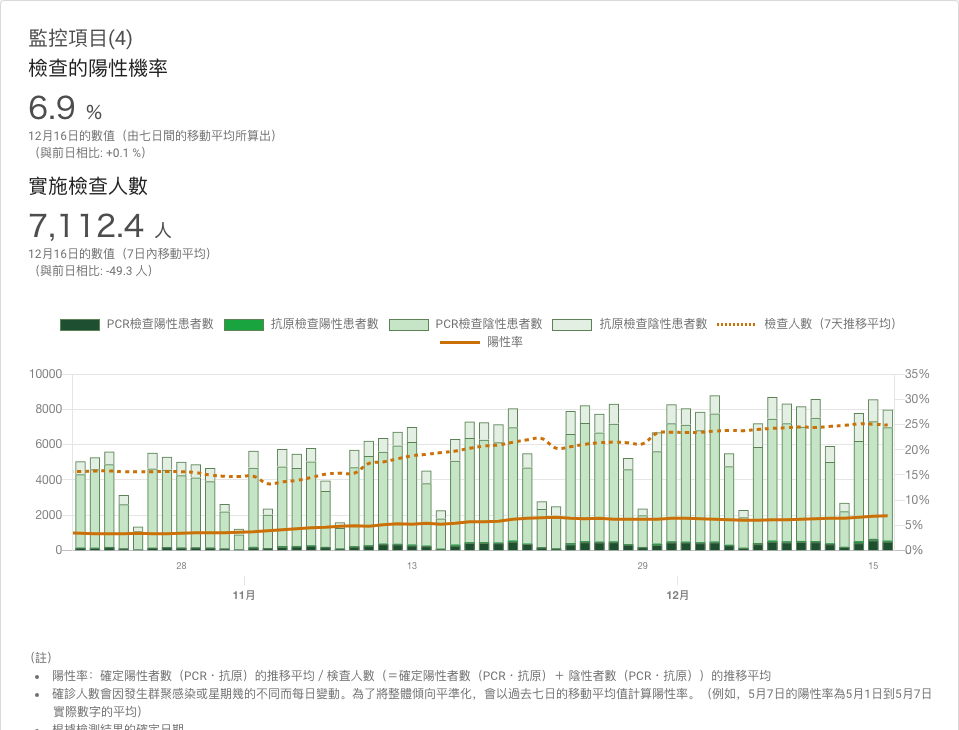 監控項目(4)
檢查的陽性機率
6.9 %
12月16日的數值（由七日間的移動平均所算出）
（與前日相比: +0.1 %）
實施檢查人數
7,112.4 人
12月16日的數值（7日內移動平均）
（與前日相比: -49.3 人）
PCR檢查陽性患者數 抗原檢查陽性患者數 PCR檢查陰性患者數 抗原檢查陰性患者數 檢查人數（7天推移平均）
陽性率
10000 35%
30%
8000
25%
6000 20%
4000 15%
10%
2000
5%
0 0%
28 13 29 15
11月 12月
（註）
陽性率：確定陽性者數（PCR・抗原）的推移平均 / 檢查人數（＝確定陽性者數（PCR・抗原）＋ 陰性者數（PCR・抗原））的推移平均
確診人數會因發生群聚感染或星期幾的不同而每日變動。為了將整體傾向平準化，會以過去七日的移動平均值計算陽性率。（例如，5月7日的陽性率為5月1日到5月7日
實際數字的平均）
根據檢測結果的確定日期